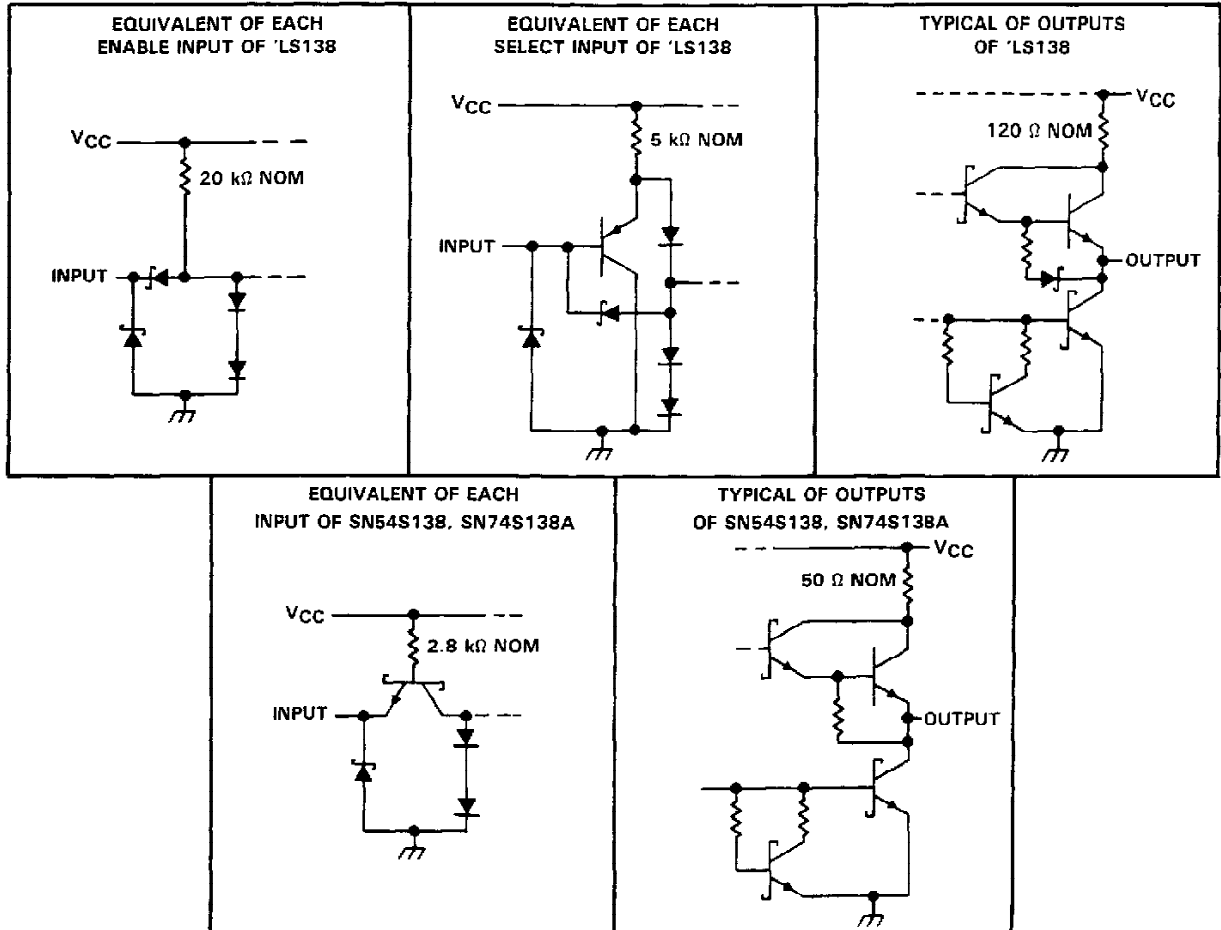 EQUIVALENT OF EACH
ENABLE INPUT OF 'LS138
VCC
20 kΩ NOM
INPUT
EQUIVALENT OF EACH
SELECT INPUT OF 'LS138
VCC
5 kΩ NOM
INPUT
TYPICAL OF OUTPUTS
OF 'LS138
VCC
120 Ω NOM
OUTPUT
EQUIVALENT OF EACH
INPUT OF SN54S138, SN74S138A
VCC
2.8 kΩ NOM
INPUT
TYPICAL OF OUTPUTS
OF SN54S138, SN74S138A
VCC
50 Ω NOM
OUTPUT